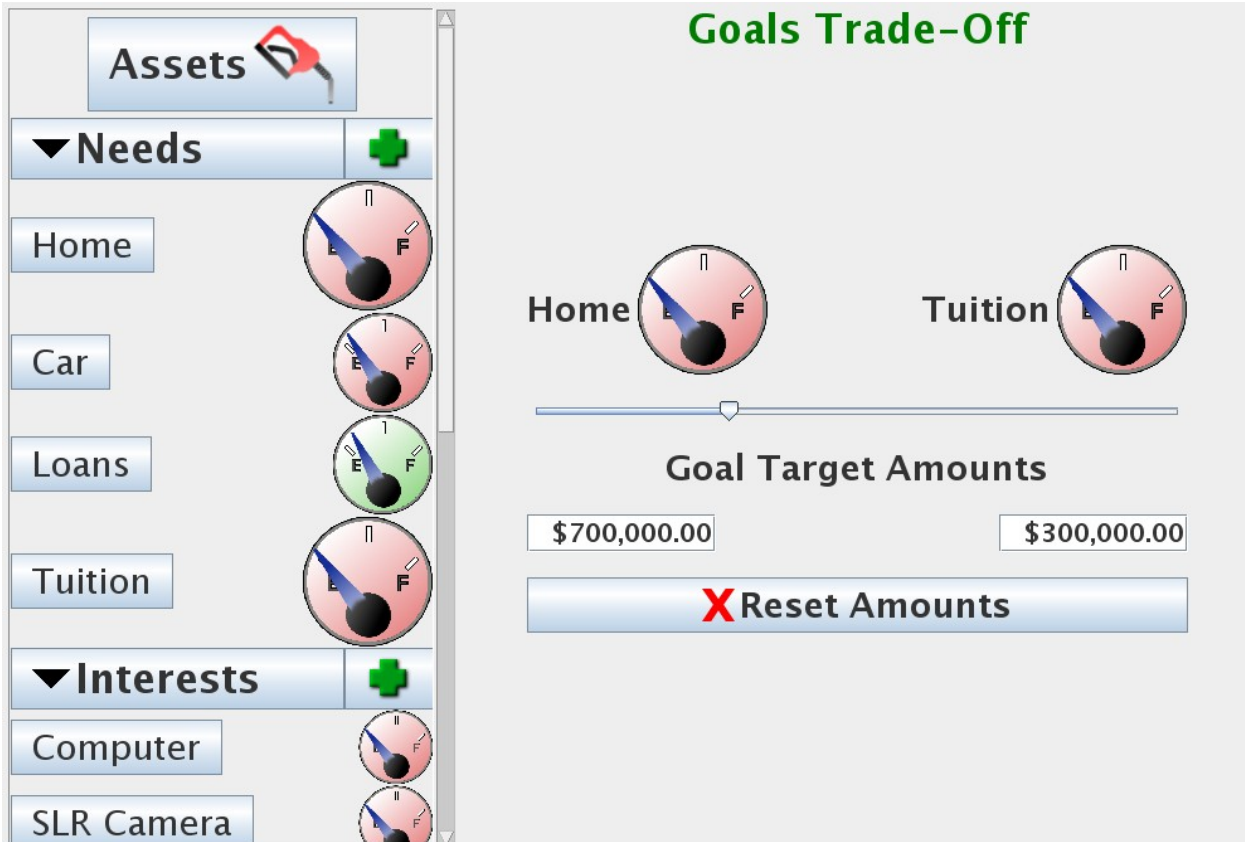 Assets
Needs
Home
E F
Car
E F
Loans
E F
Tuition
E F
Interests
Computer
E F
SLR Camera
E F
Goals Trade-Off
Home
E F
Tuition
E F
Goal Target Amounts
$700,000.00
$300,000.00
X Reset Amounts